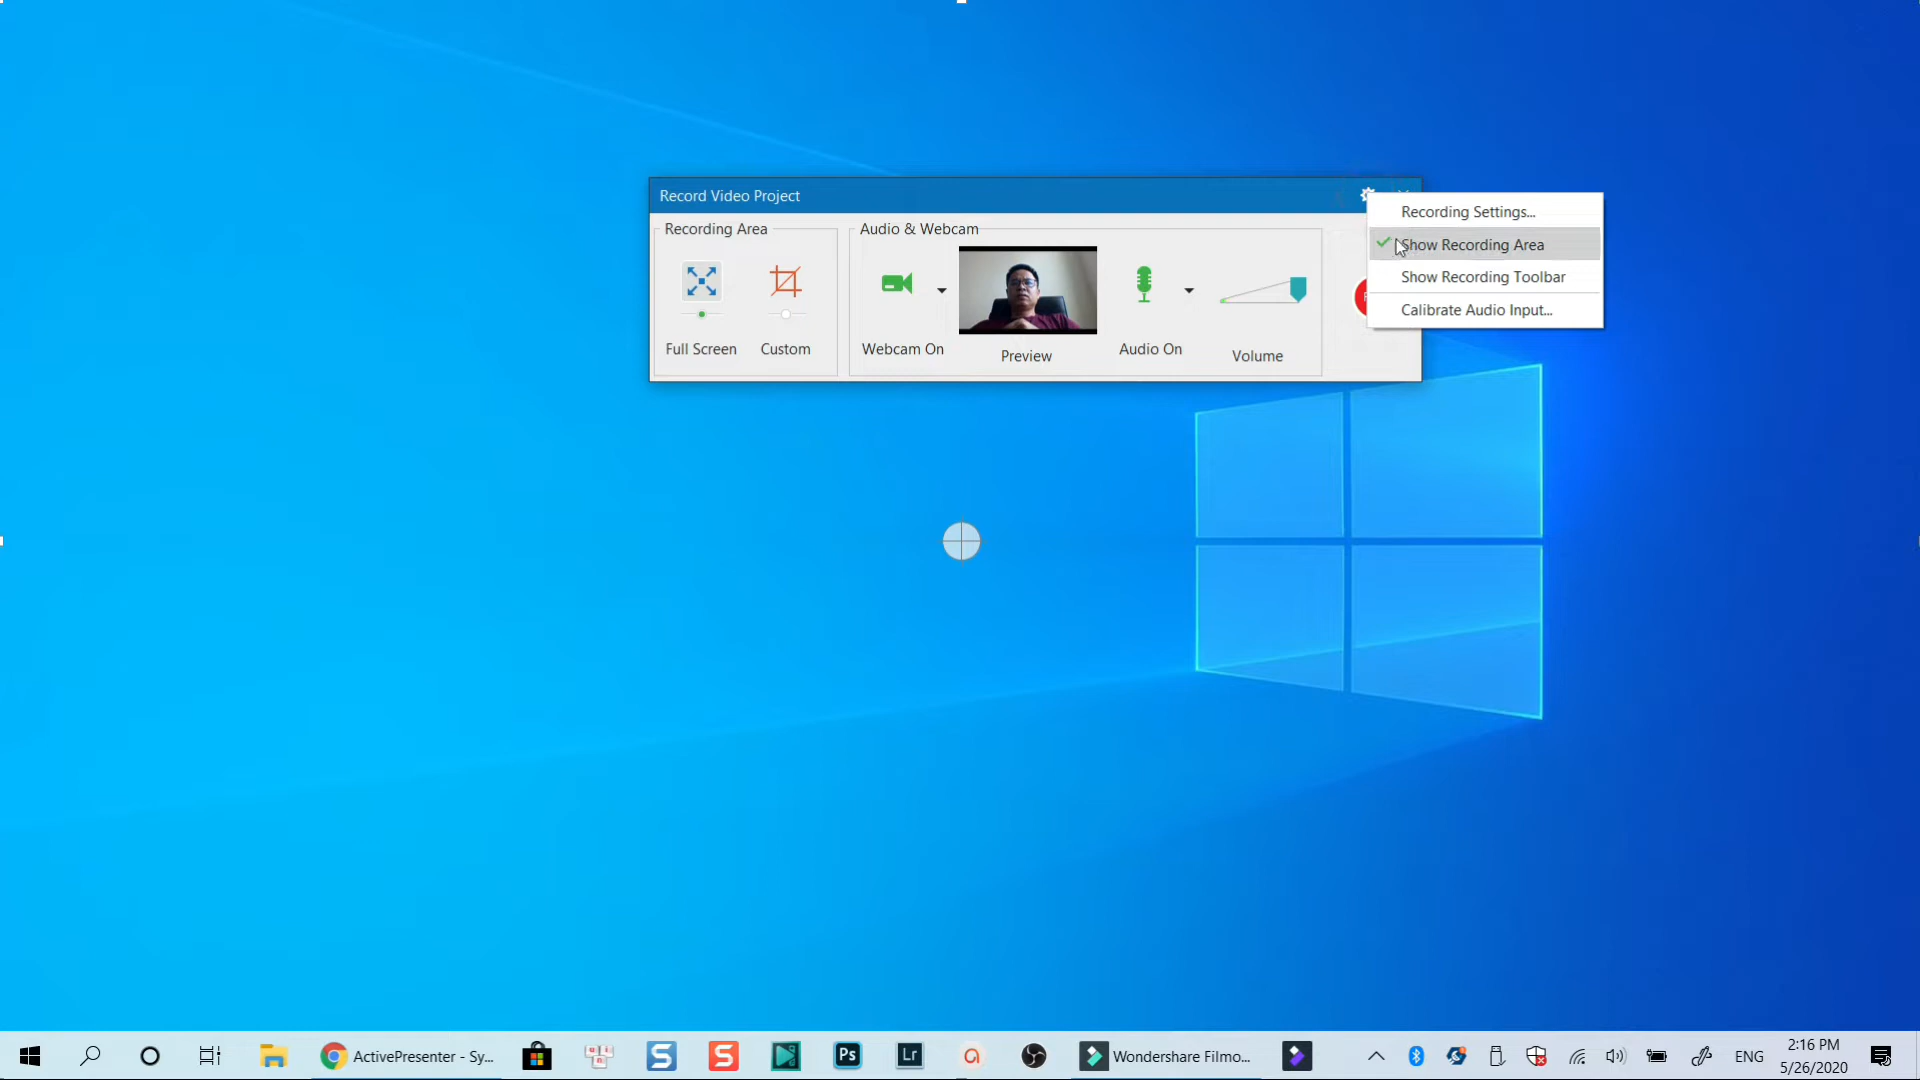 Record Video Project
Recording Area
Audio & Webcam
Full Screen
Custom
Webcam On
Preview
Audio On
Volume
Recording Settings...
Show Recording Area
Show Recording Toolbar
Calibrate Audio Input...
ActivePresenter - Sy...
S
S
Ps
Lr
Wondershare Filmo...
ENG
2:16 PM
5/26/2020